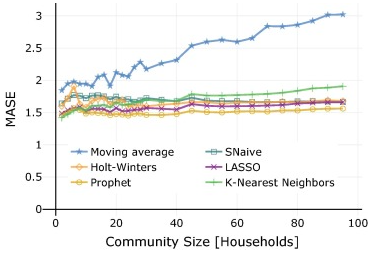 3
2.5
MASE
2
1.5
1
0.5
0
Moving average
SNaive
Holt-Winters
LASSO
Prophet
K-Nearest Neighbors
0 20 40 60 80 100
Community Size [Households]